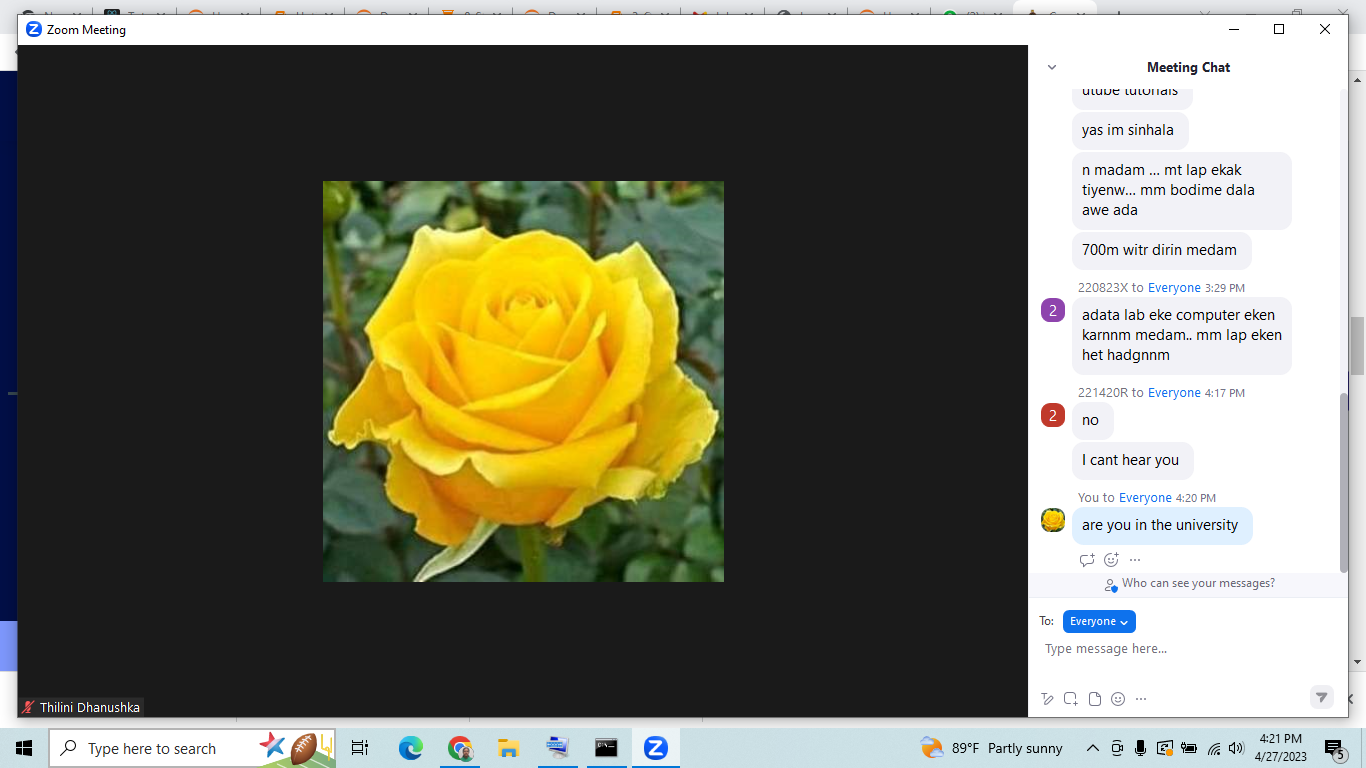 Zoom Meeting
Meeting Chat
utube tutorials
yas im sinhala
n madam ... mt lap ekak
tiyenw... mm bodime dala
awe ada
700m witr dirin medam
220823X to Everyone 3:29 PM
2
adata lab eke computer eken
karnnm medam.. mm lap eken
het hadgnnm
221420R to Everyone 4:17 PM
2
no
I cant hear you
You to Everyone 4:20 PM
are you in the university
Who can see your messages?
To: Everyone
Type message here...
Thilini Dhanushka
Type here to search
89°F Partly sunny
4:21 PM
4/27/2023
5